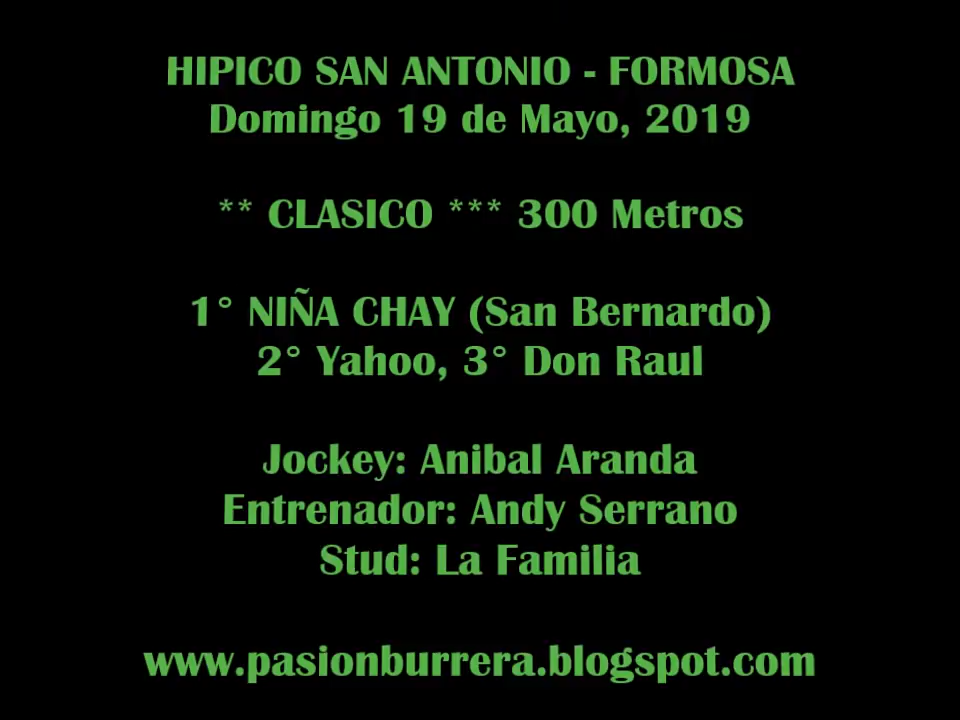 HIPICO SAN ANTONIO - FORMOSA
Domingo 19 de Mayo, 2019
** CLASICO *** 300 Metros
1° NIÑA CHAY (San Bernardo)
2° Yahoo, 3° Don Raul
Jockey: Anibal Aranda
Entrenador: Andy Serrano
Stud: La Familia
www.pasionburrera.blogspot.com